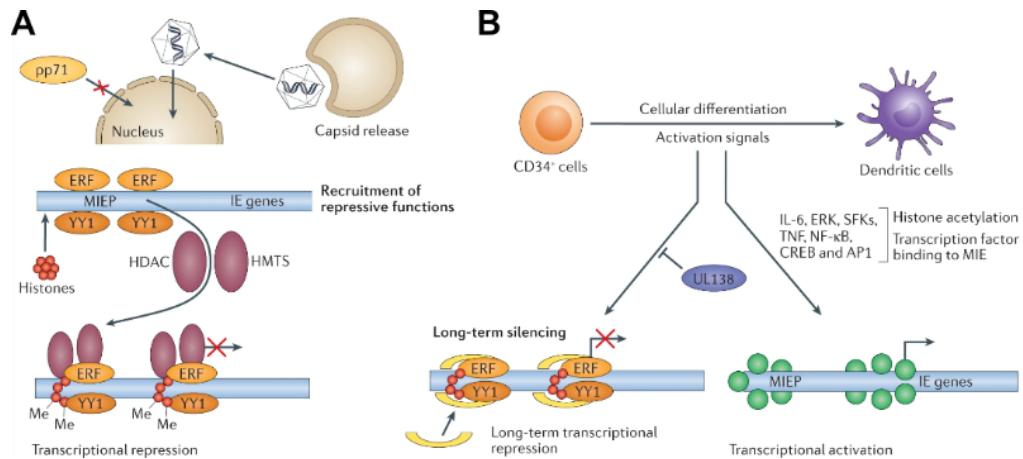 A
pp71
Nucleus
Capsid release
ERF
ERF
MIEP
IE genes
YY1
YY1
Recruitment of
repressive functions
HDAC
HMTS
Histones
ERF
ERF
YY1
YY1
Me
Me
Me
Me
Transcriptional repression
B
CD34+ cells
Cellular differentiation
Activation signals
Dendritic cells
IL-6, ERK, SFKs,
TNF, NF-κB,
CREB and AP1
Histone acetylation
Transcription factor
binding to MIE
UL138
Long-term silencing
ERF
ERF
YY1
YY1
Long-term transcriptional
repression
MIEP
IE genes
Transcriptional activation